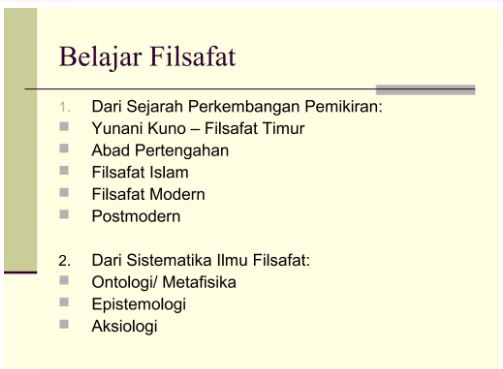 Belajar Filsafat
1. Dari Sejarah Perkembangan Pemikiran:
Yunani Kuno – Filsafat Timur
Abad Pertengahan
Filsafat Islam
Filsafat Modern
Postmodern
2. Dari Sistematika Ilmu Filsafat:
Ontologi/ Metafisika
Epistemologi
Aksiologi